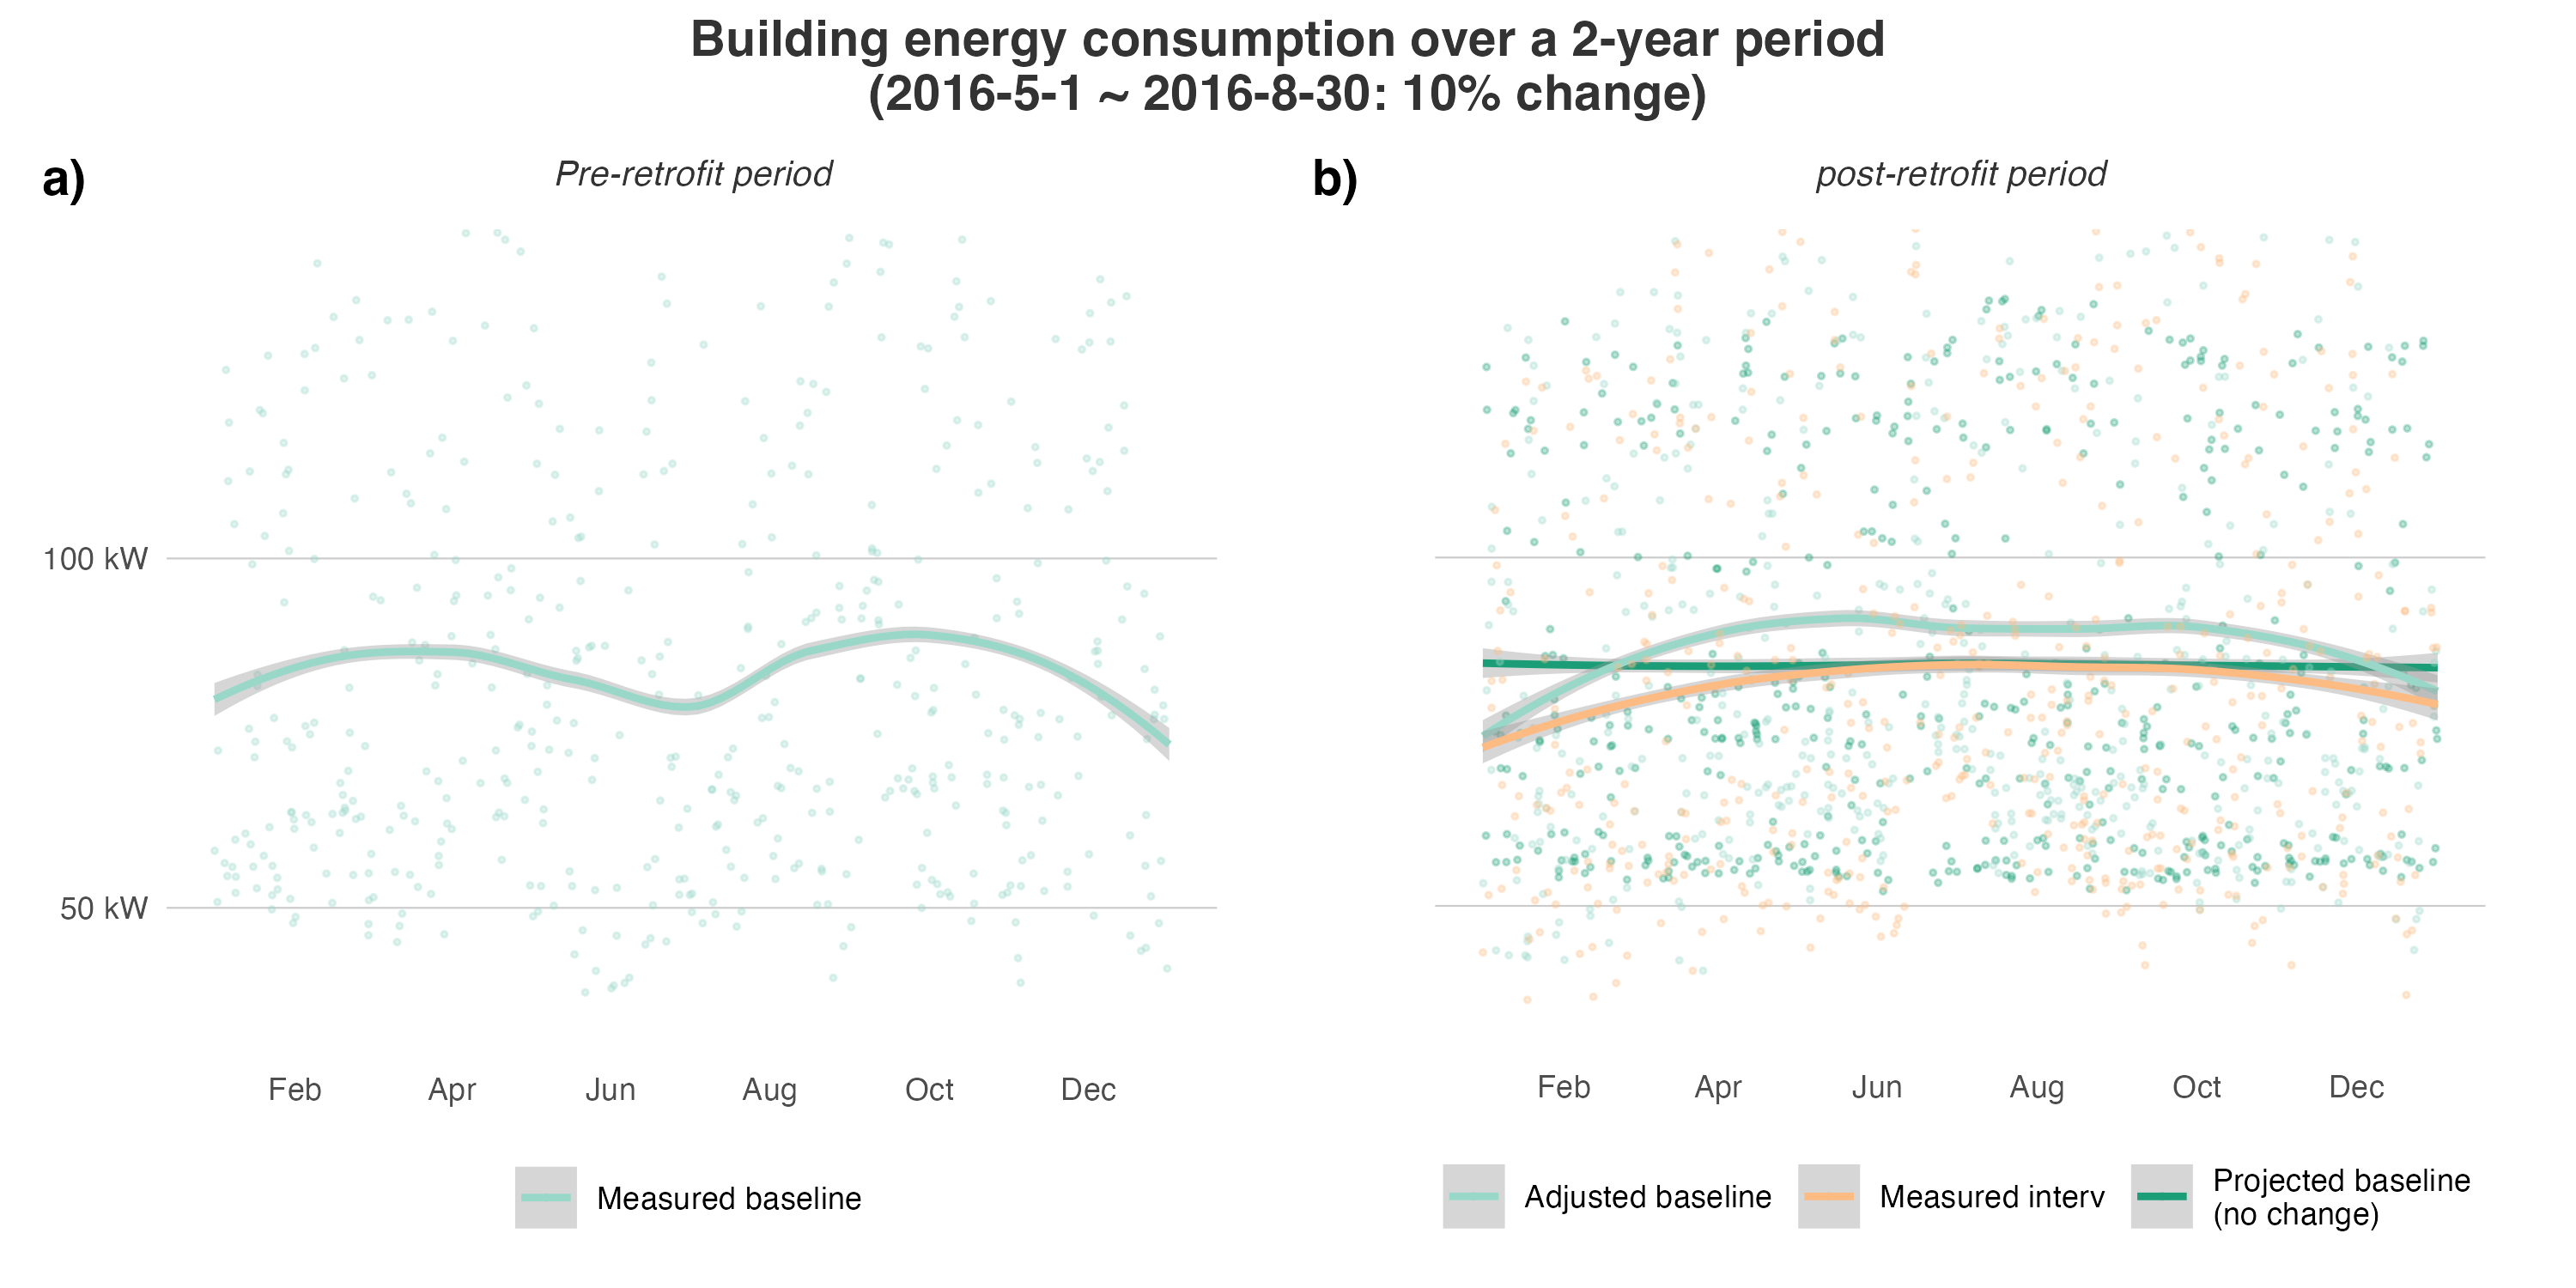 Building energy consumption over a 2-year period
(2016-5-1 ~ 2016-8-30: 10% change)
a)
Pre-retrofit period
100 kW
50 kW
Feb Apr Jun Aug Oct Dec
Measured baseline
b)
post-retrofit period
Feb Apr Jun Aug Oct Dec
Adjusted baseline
Measured interv
Projected baseline
(no change)